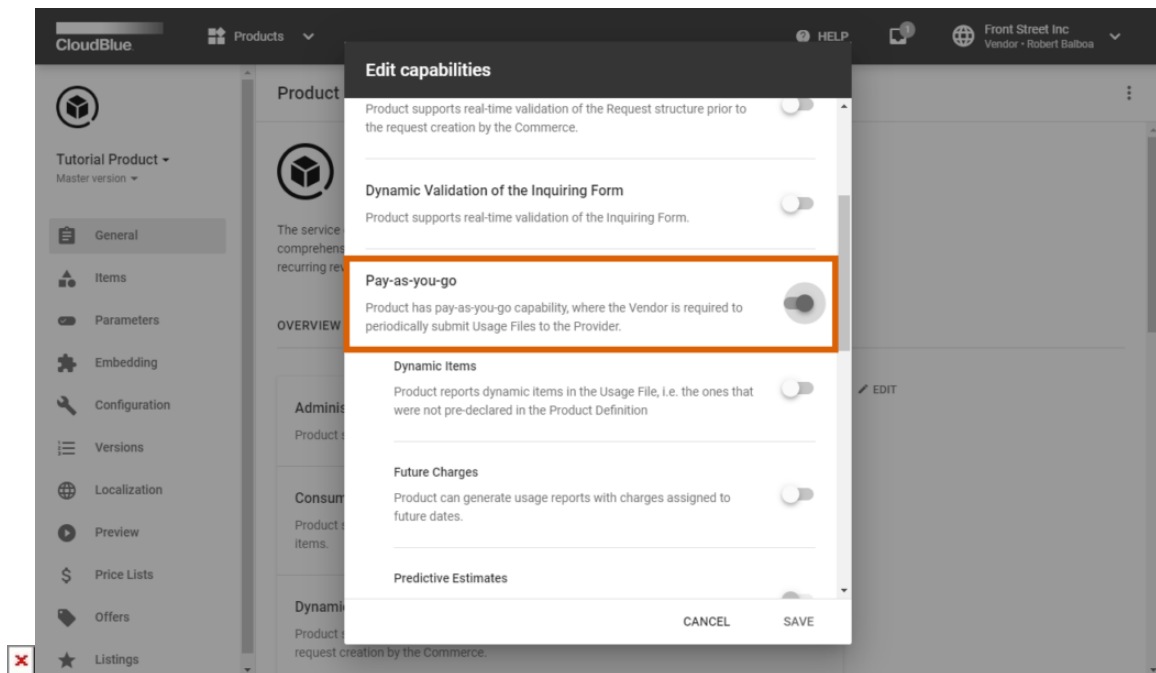 CloudBlue
Products
HELP
1
Front Street Inc
Vendor • Robert Balboa
Tutorial Product
Master version
General
Items
Parameters
Embedding
Configuration
Versions
Localization
Preview
Price Lists
Offers
Listings
Product
The service
comprehens
recurring rev
OVERVIEW
EDIT
Adminis
Product s
Consum
Product s
items.
Dynami
Product s
request creation by the Commerce.
Edit capabilities
Product supports real-time validation of the Request structure prior to
the request creation by the Commerce.
Dynamic Validation of the Inquiring Form
Product supports real-time validation of the Inquiring Form.
Pay-as-you-go
Product has pay-as-you-go capability, where the Vendor is required to
periodically submit Usage Files to the Provider.
Dynamic Items
Product reports dynamic items in the Usage File, i.e. the ones that
were not pre-declared in the Product Definition
Future Charges
Product can generate usage reports with charges assigned to
future dates.
Predictive Estimates
CANCEL
SAVE